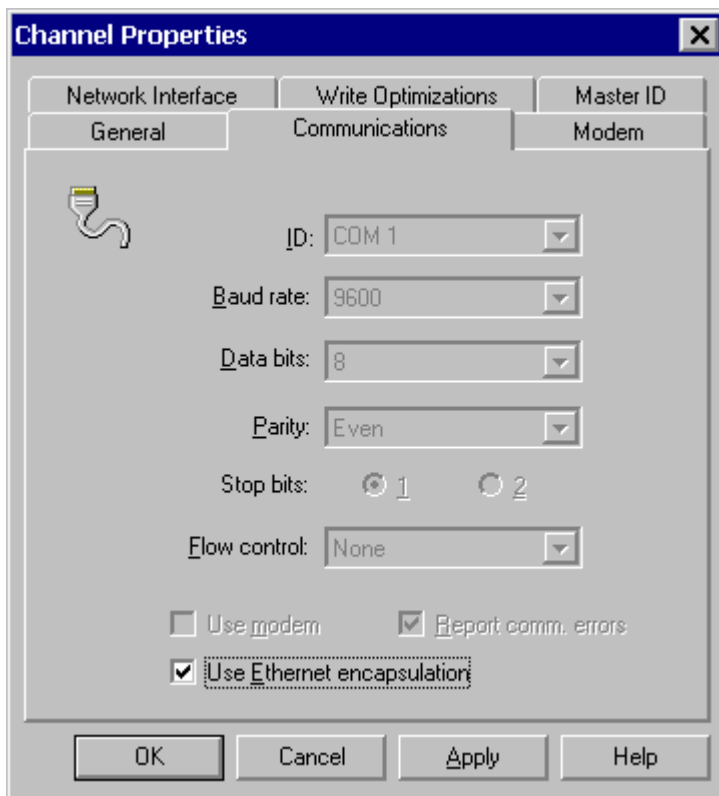 Channel Properties
Network Interface Write Optimizations Master ID
General Communications Modem
ID: COM 1
Baud rate: 9600
Data bits: 8
Parity: Even
Stop bits: 1 2
Flow control: None
Use modem Report comm. errors
Use Ethernet encapsulation
OK Cancel Apply Help